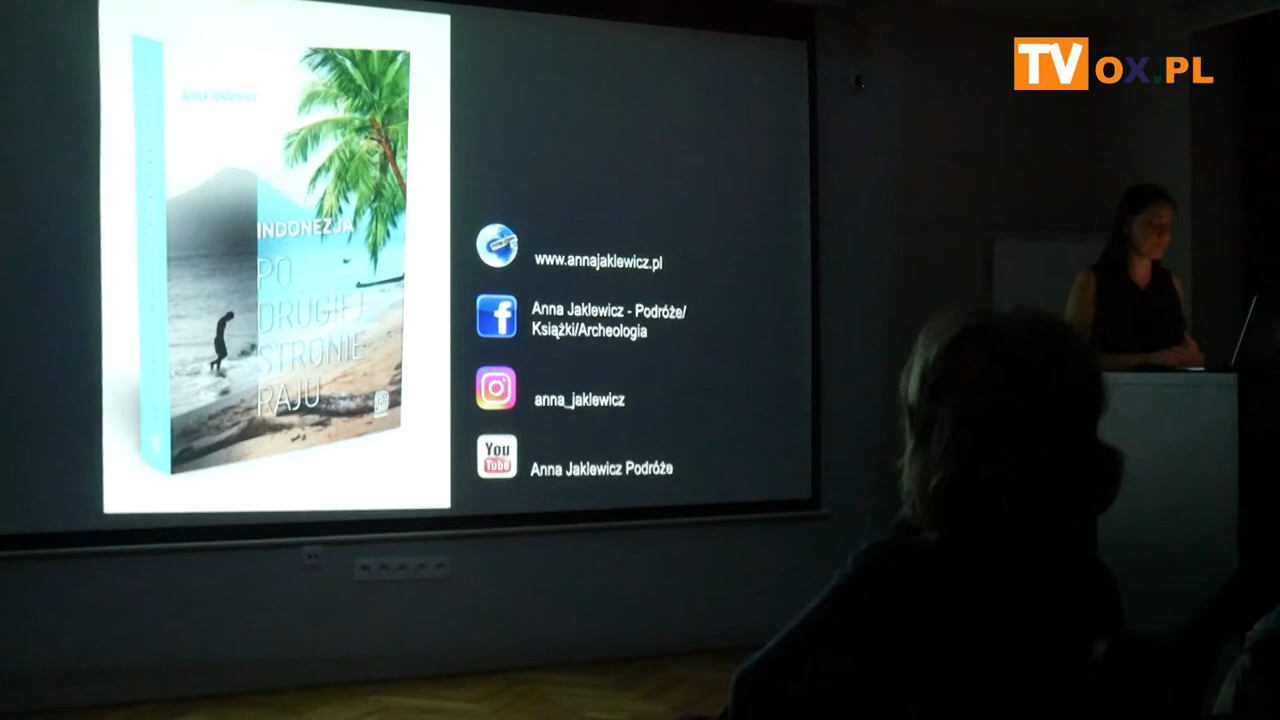 TVOX.PL
Anna Jaklewicz
INDONEZJA
PO
DRUGIEJ
STRONIE
RAJU
www.annajaklewicz.pl
Anna Jaklewicz - Podróże/
Książki/Archeologia
anna_jaklewicz
You
Tube
Anna Jaklewicz Podróże